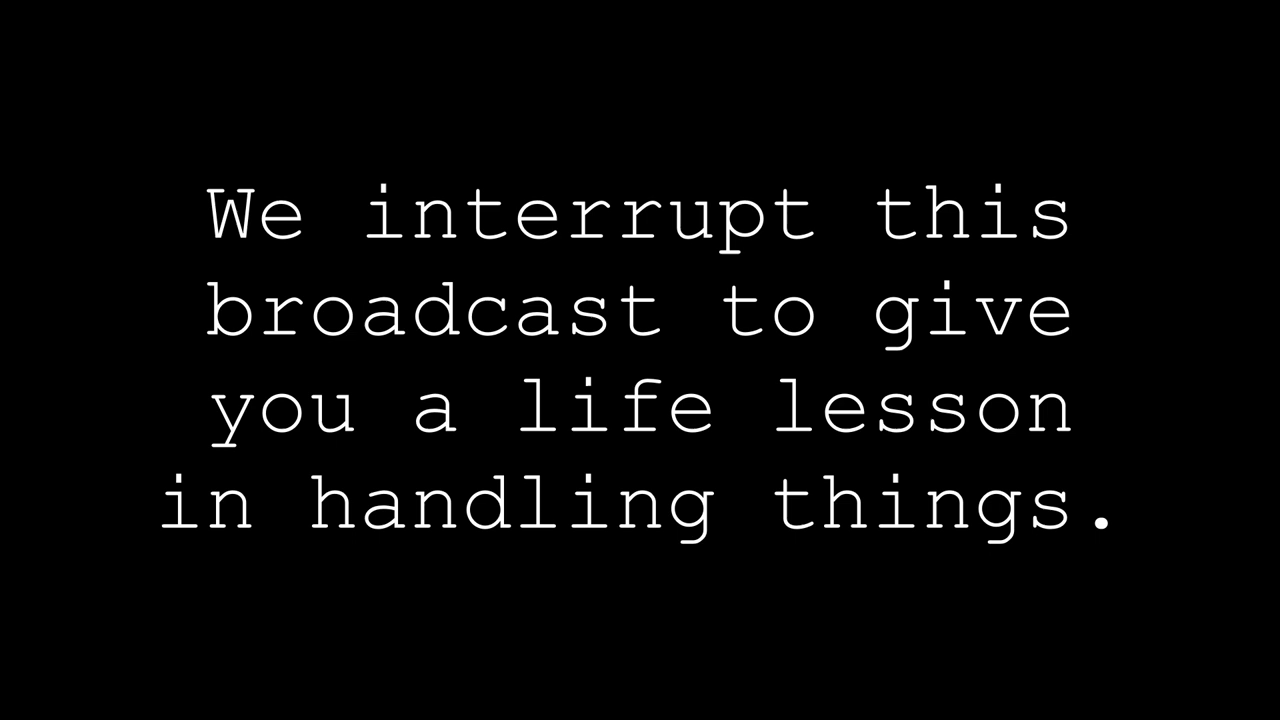 We interrupt this
broadcast to give
you a life lesson
in handling things.